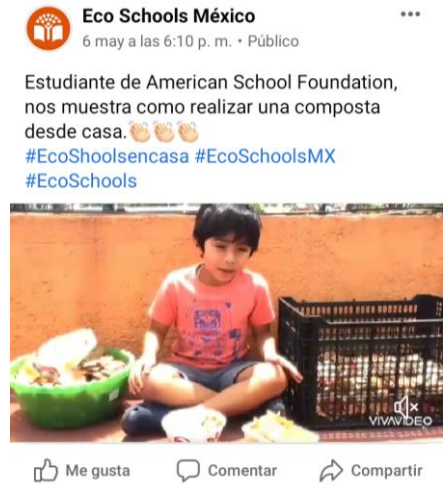 Eco Schools México
6 may a las 6:10 p. m. • Público
Estudiante de American School Foundation,
nos muestra como realizar una composta
desde casa.👏🏻👏🏻👏🏻
#EcoShoolsencasa #EcoSchoolsMX
#EcoSchools
VIVAVIDEO
Me gusta
Comentar
Compartir